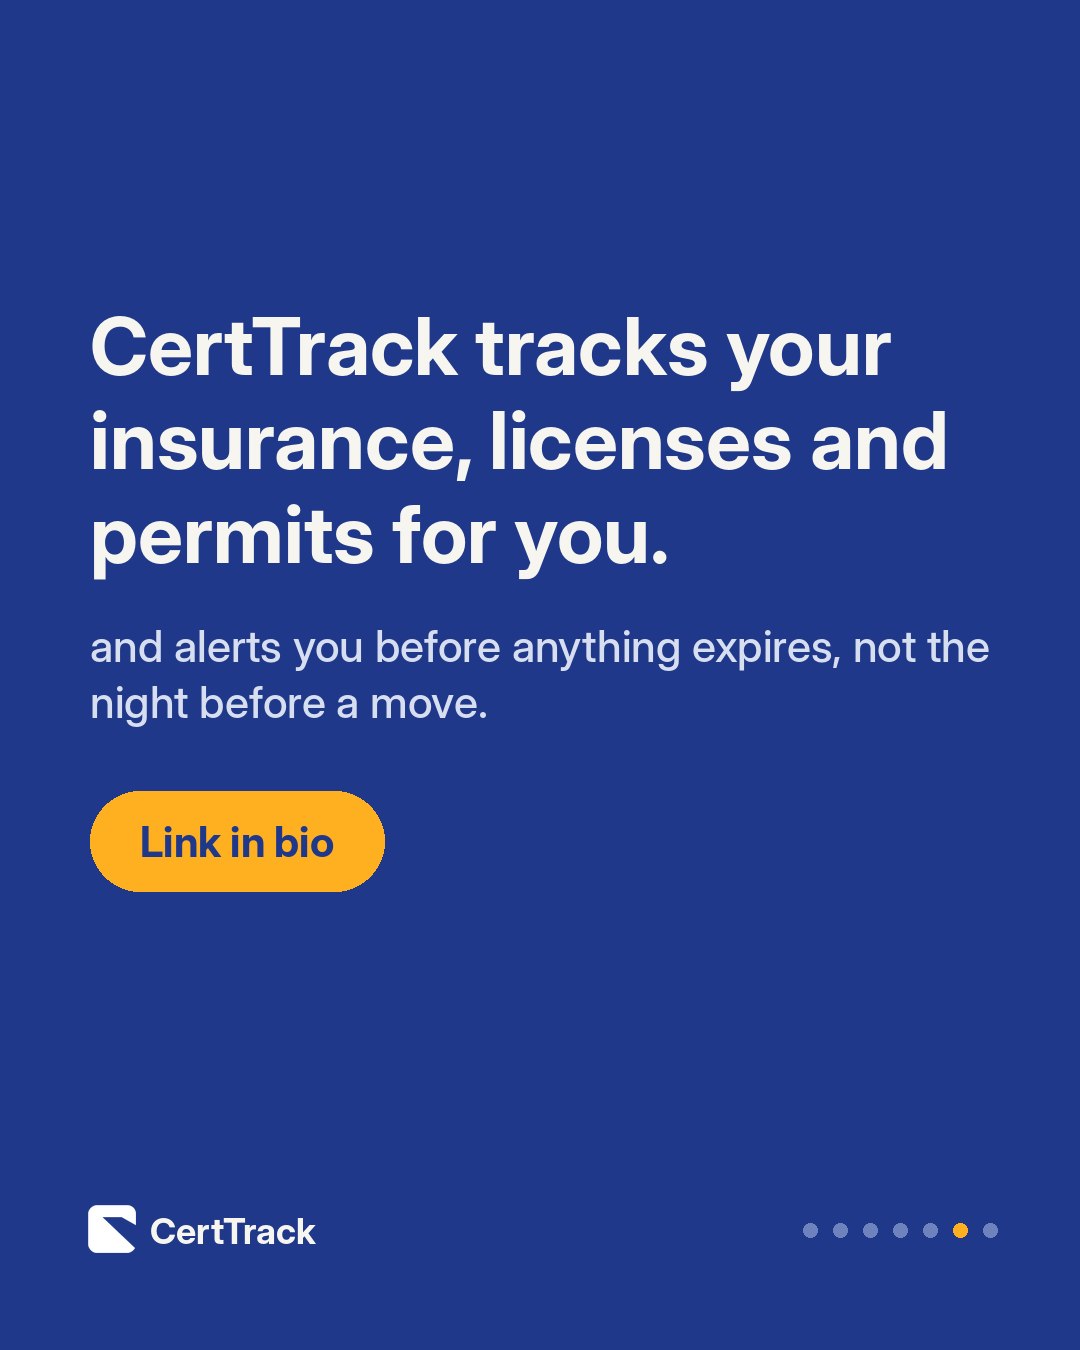 CertTrack tracks your
insurance, licenses and
permits for you.
and alerts you before anything expires, not the
night before a move.
Link in bio
CertTrack